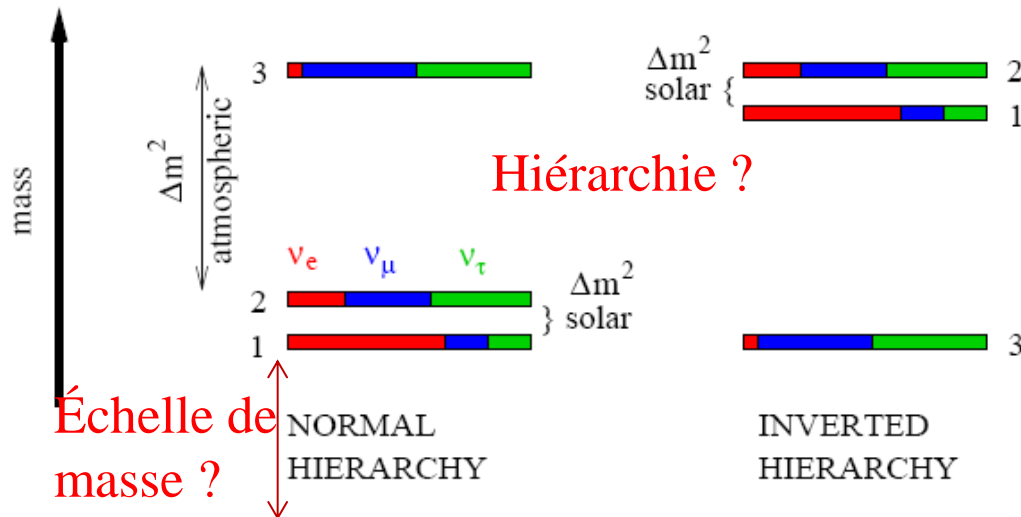 mass
3
Δm²
atmospheric
νe νμ ντ
2
1
Δm²
} solar
Échelle de
masse ?
NORMAL
HIERARCHY
Hiérarchie ?
Δm²
solar {
2
1
3
INVERTED
HIERARCHY